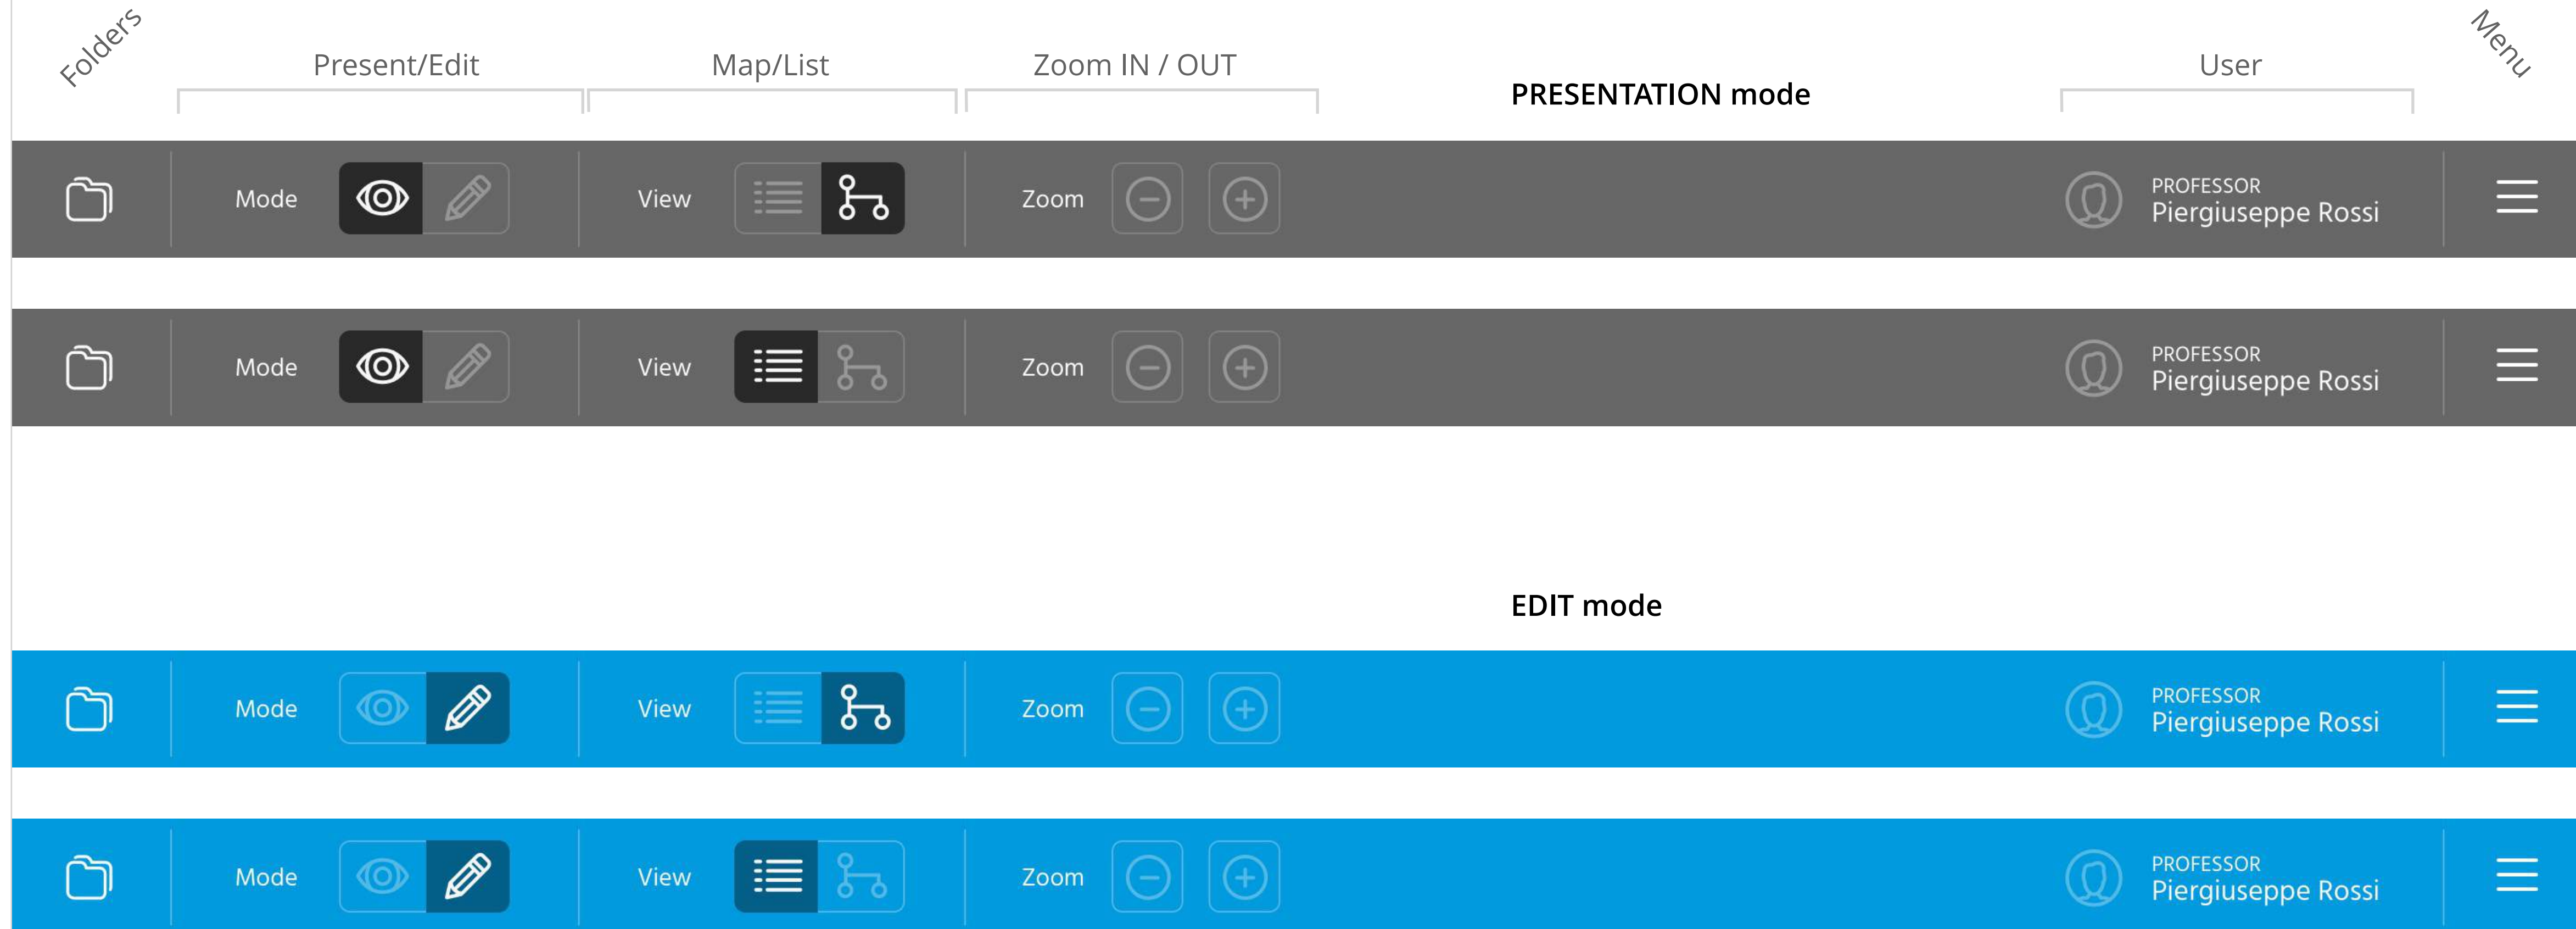 Folders
Present/Edit
Map/List
Zoom IN / OUT
PRESENTATION mode
User
Menu
Mode
View
Zoom
PROFESSOR
Piergiuseppe Rossi
Mode
View
Zoom
PROFESSOR
Piergiuseppe Rossi
EDIT mode
Mode
View
Zoom
PROFESSOR
Piergiuseppe Rossi
Mode
View
Zoom
PROFESSOR
Piergiuseppe Rossi